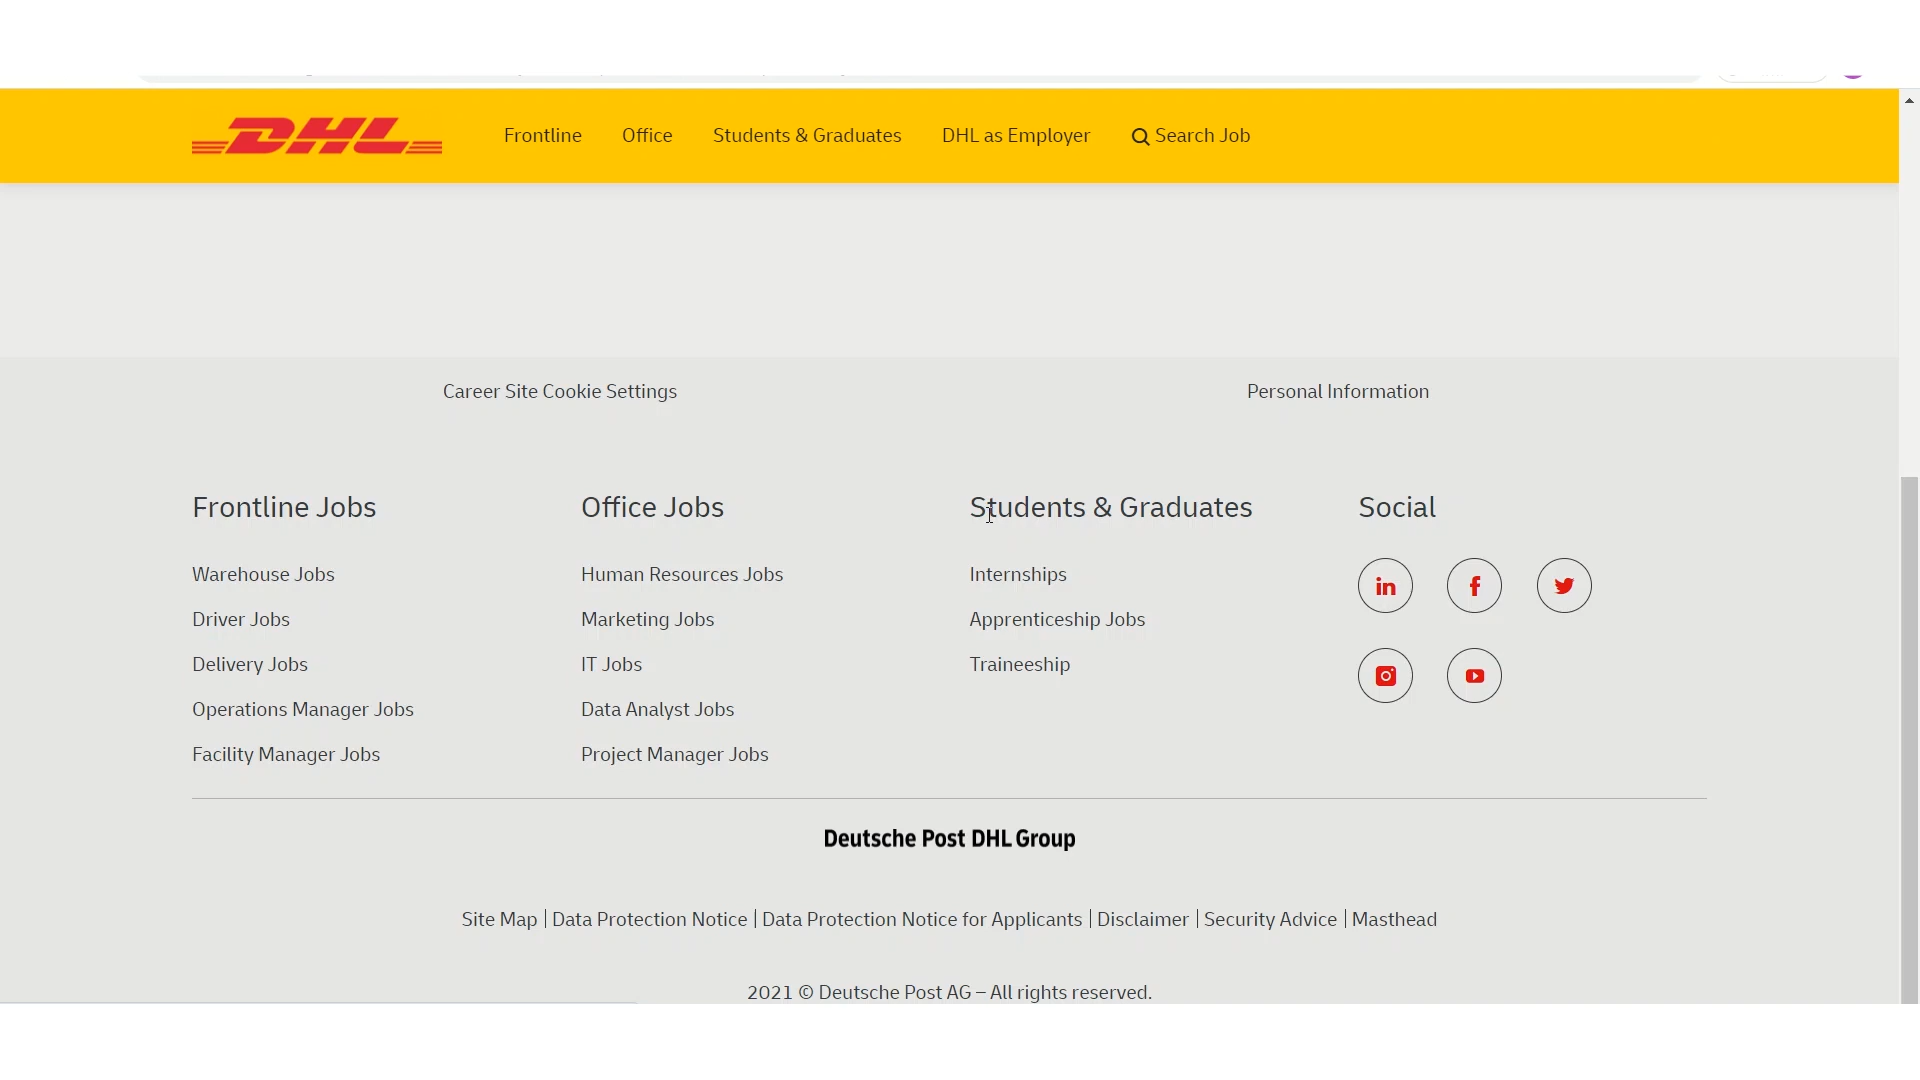 DHL Frontline Office Students & Graduates DHL as Employer Search Job
Career Site Cookie Settings Personal Information
Frontline Jobs
Warehouse Jobs
Driver Jobs
Delivery Jobs
Operations Manager Jobs
Facility Manager Jobs
Office Jobs
Human Resources Jobs
Marketing Jobs
IT Jobs
Data Analyst Jobs
Project Manager Jobs
Students & Graduates
Internships
Apprenticeship Jobs
Traineeship
Social
Deutsche Post DHL Group
Site Map | Data Protection Notice | Data Protection Notice for Applicants | Disclaimer | Security Advice | Masthead
2021 © Deutsche Post AG – All rights reserved.